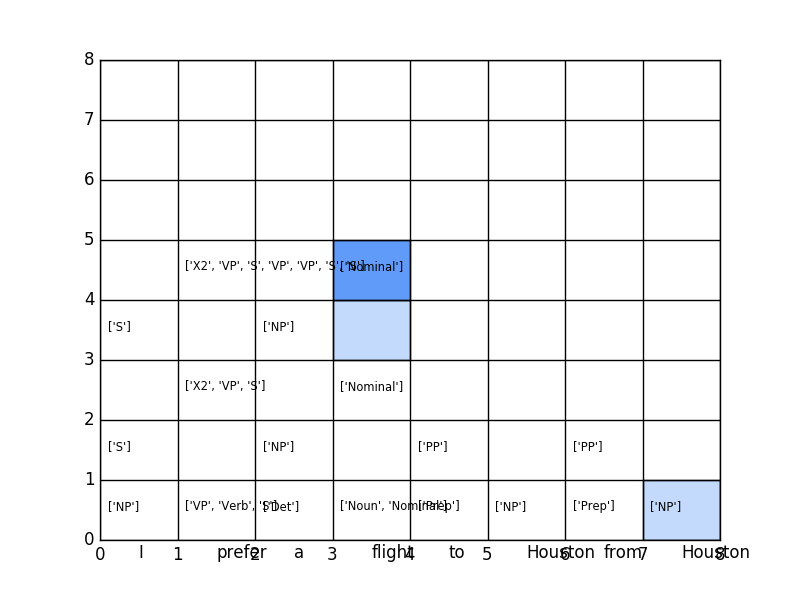 8
7
6
5
['X2', 'VP', 'S', 'VP', 'VP', 'S', 'S'] ['Nominal']
4
['S'] ['NP']
3
['X2', 'VP', 'S'] ['Nominal']
2
['S'] ['NP'] ['PP'] ['PP']
1
['NP'] ['VP', 'Verb', 'S'] ['Det'] ['Noun', 'Nominal'] ['Prep'] ['NP'] ['Prep'] ['NP']
0
I prefer a flight to Houston from Houston
0 1 2 3 4 5 6 7 8